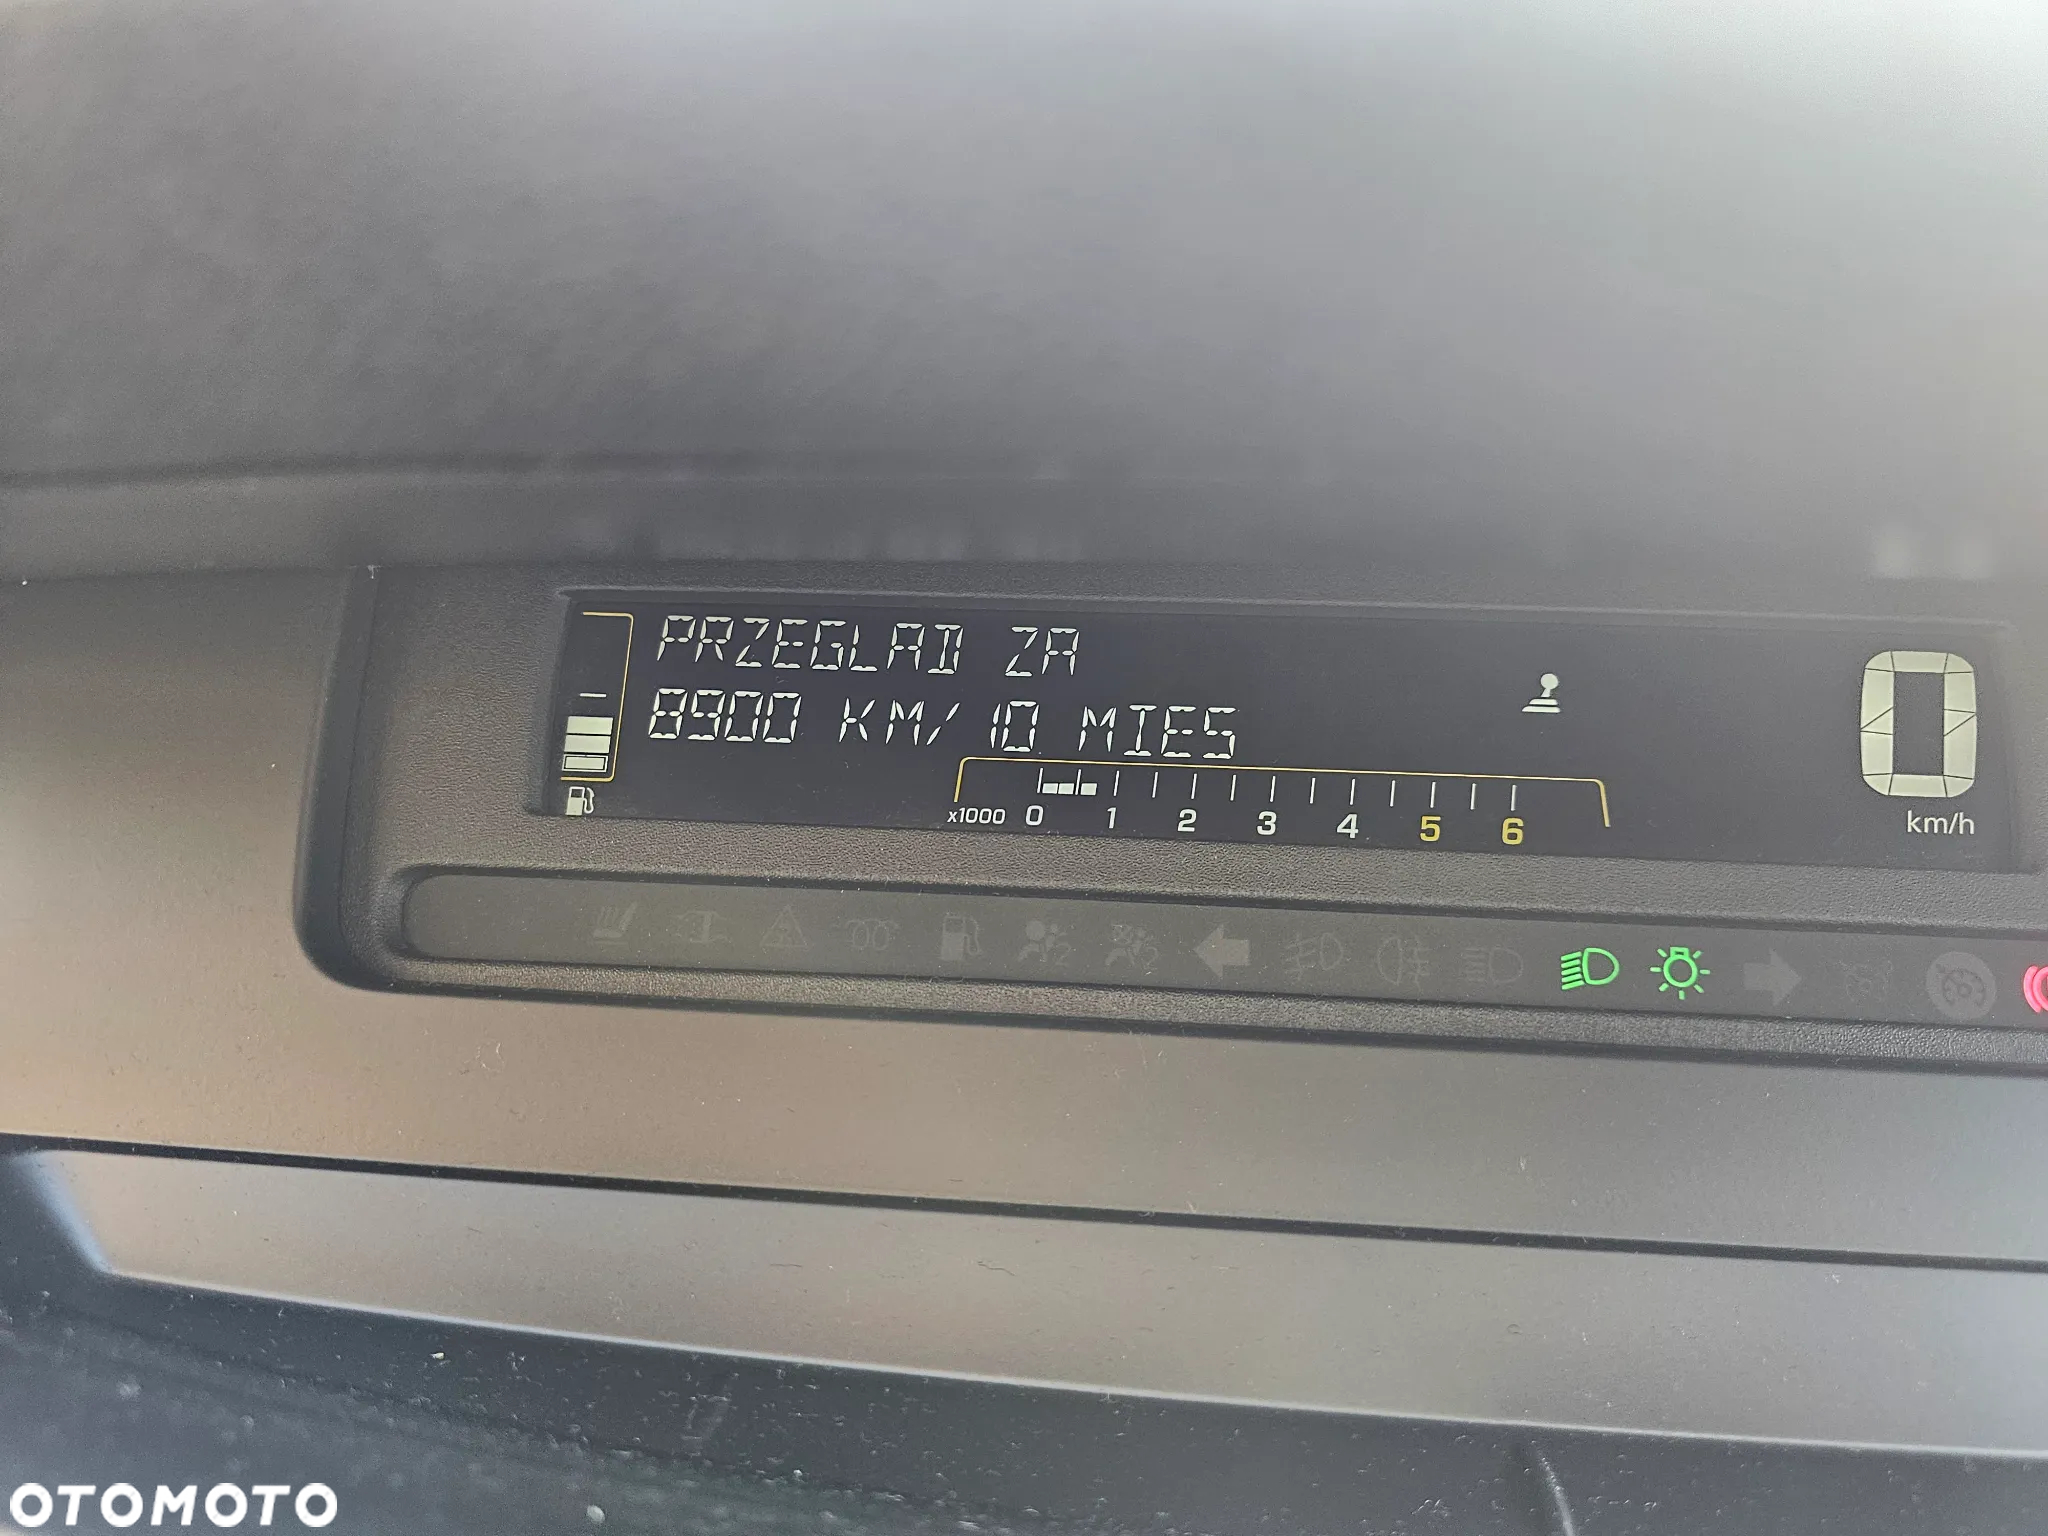 PRZEGLAD ZA
8900 KM/ 10 MIES
x1000 0 1 2 3 4 5 6
0
km/h
OTOMOTO